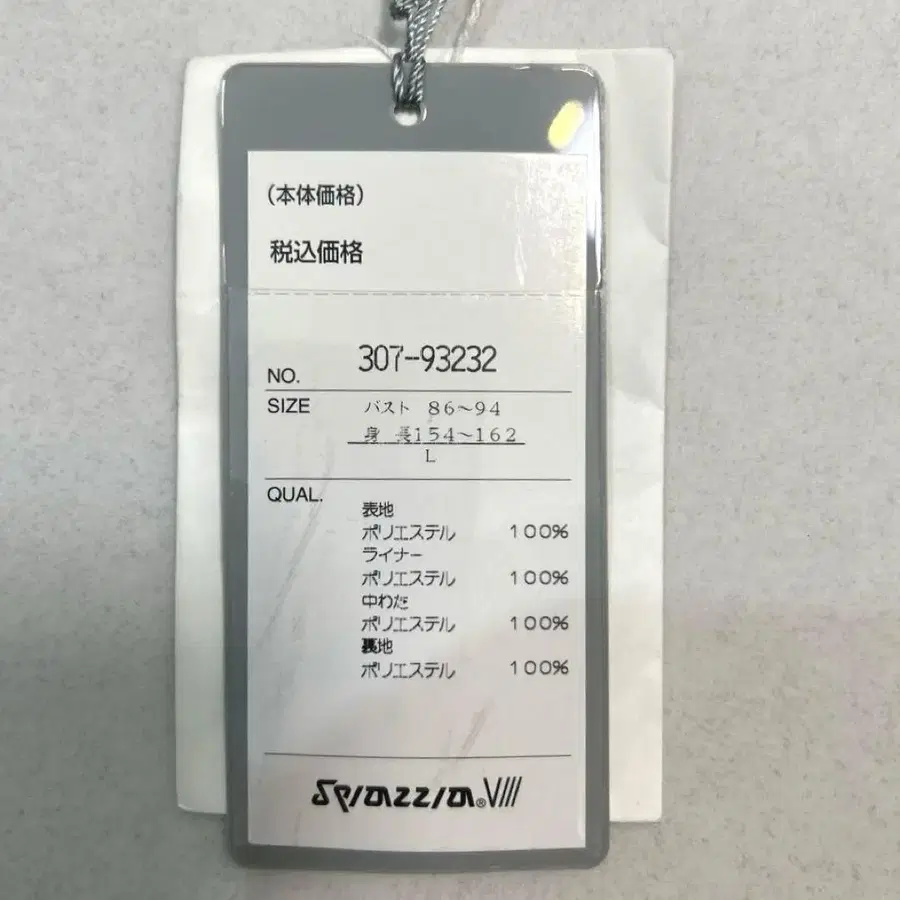 (本体価格)
税込価格
NO. 307-93232
SIZE バスト 86~94
身 長154~162
L
QUAL.
表地
ポリエステル 100%
ライナー
ポリエステル 100%
中わた
ポリエステル 100%
裏地
ポリエステル 100%
Spiazzia®VIII